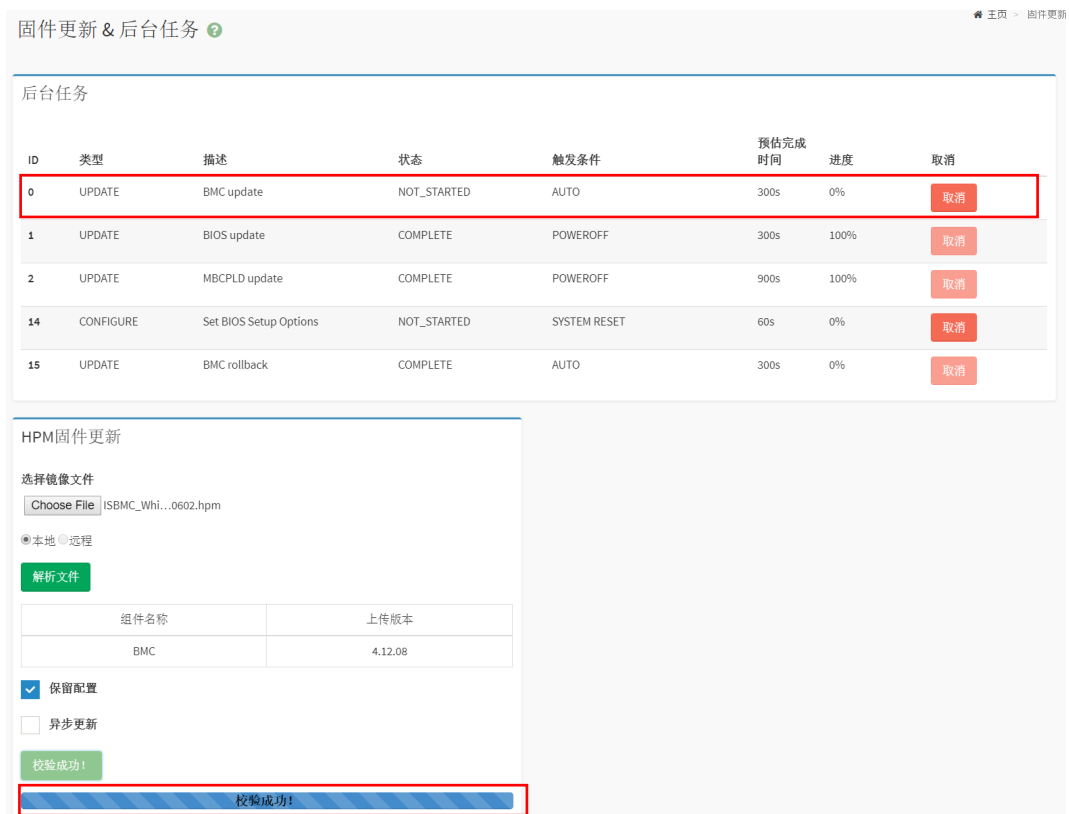 主页 > 固件更新
固件更新 & 后台任务 ?
后台任务
ID 类型 描述 状态 触发条件 预估完成时间 进度 取消
0 UPDATE BMC update NOT_STARTED AUTO 300s 0% 取消
1 UPDATE BIOS update COMPLETE POWEROFF 300s 100% 取消
2 UPDATE MBCPLD update COMPLETE POWEROFF 900s 100% 取消
14 CONFIGURE Set BIOS Setup Options NOT_STARTED SYSTEM RESET 60s 0% 取消
15 UPDATE BMC rollback COMPLETE AUTO 300s 0% 取消
HPM固件更新
选择镜像文件
Choose File ISBMC_Whi…0602.hpm
本地 远程
解析文件
组件名称 上传版本
BMC 4.12.08
保留配置
异步更新
校验成功!
校验成功!